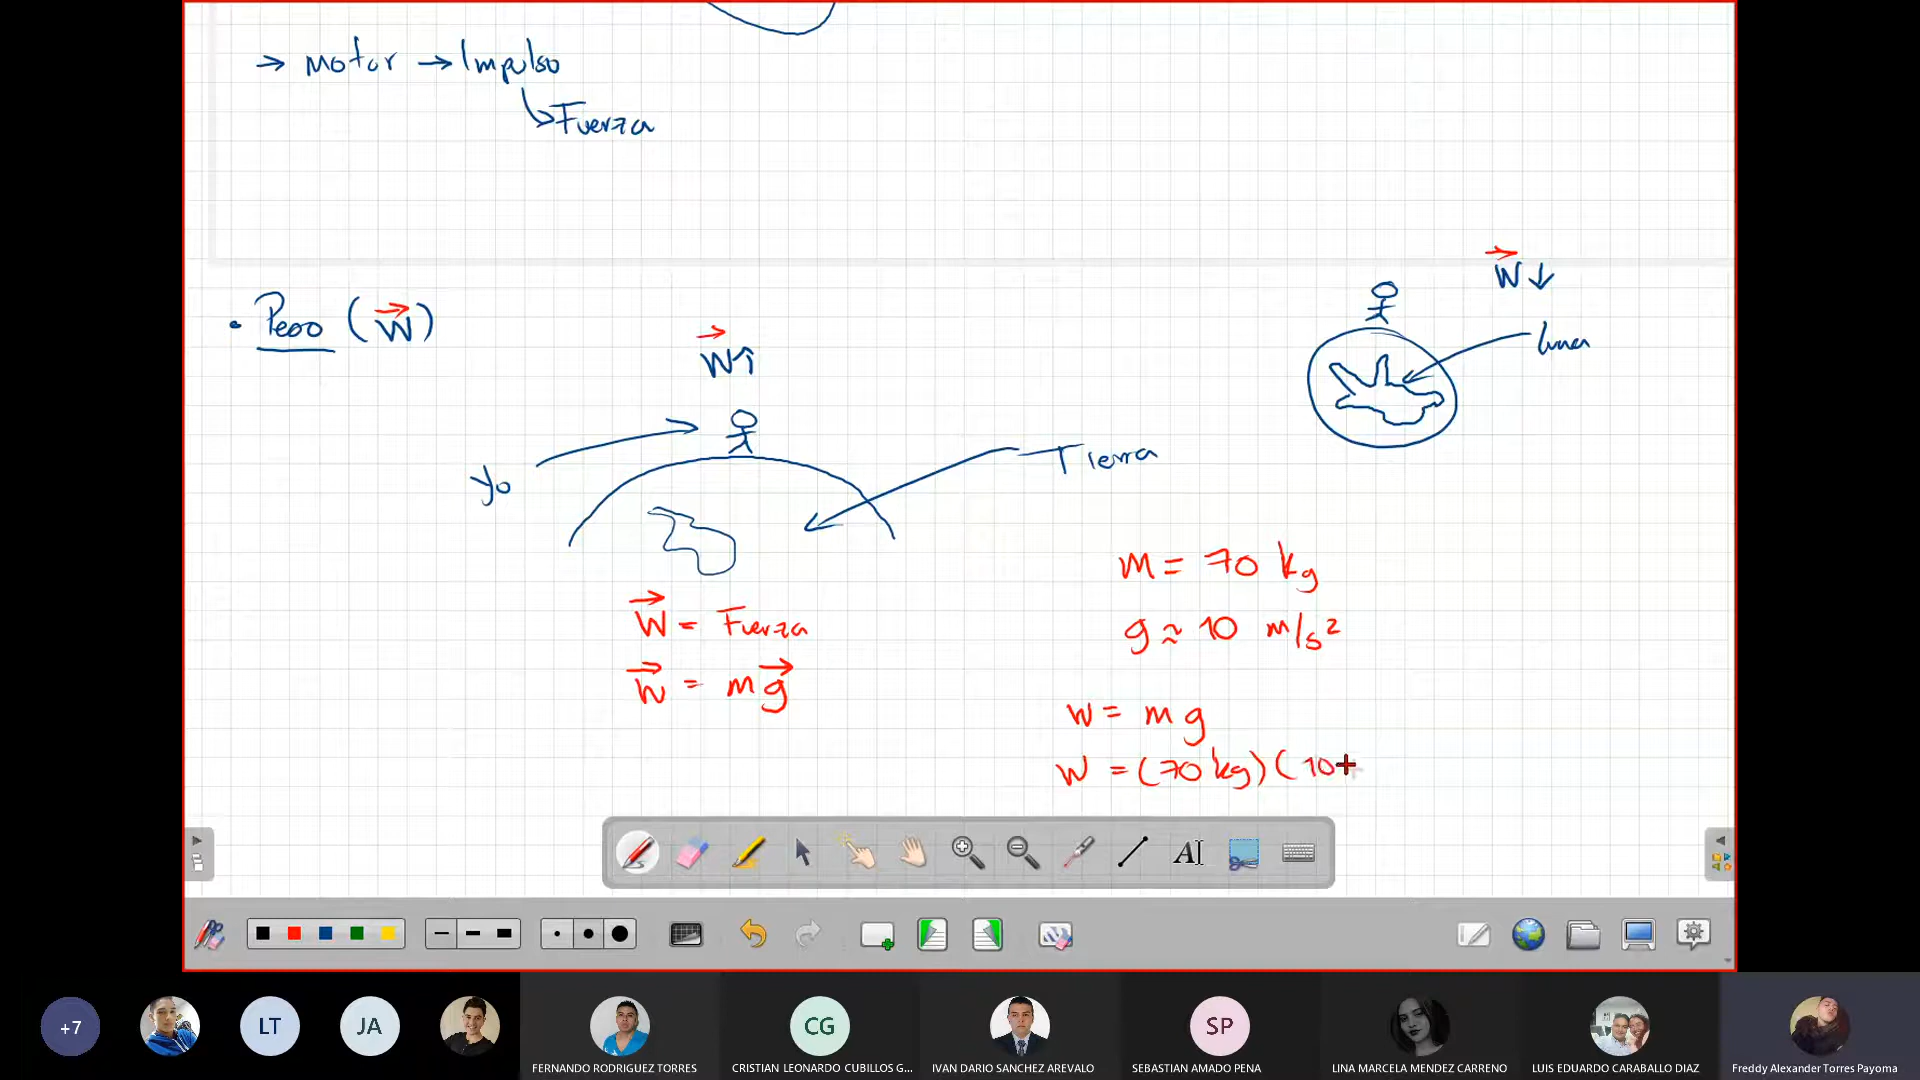 → Motor → Impulso
↳ Fuerza
• Peso (W⃗)
W⃗↑
yo
Tierra
W⃗↓
luna
W⃗ = Fuerza
W⃗ = m g⃗
m = 70 kg
g ≈ 10 m/s²
W = m g
W = (70 kg) ( 10
AI
+7
LT
JA
CG
SP
FERNANDO RODRIGUEZ TORRES
CRISTIAN LEONARDO CUBILLOS G...
IVAN DARIO SANCHEZ AREVALO
SEBASTIAN AMADO PENA
LINA MARCELA MENDEZ CARRENO
LUIS EDUARDO CARABALLO DIAZ
Freddy Alexander Torres Payoma